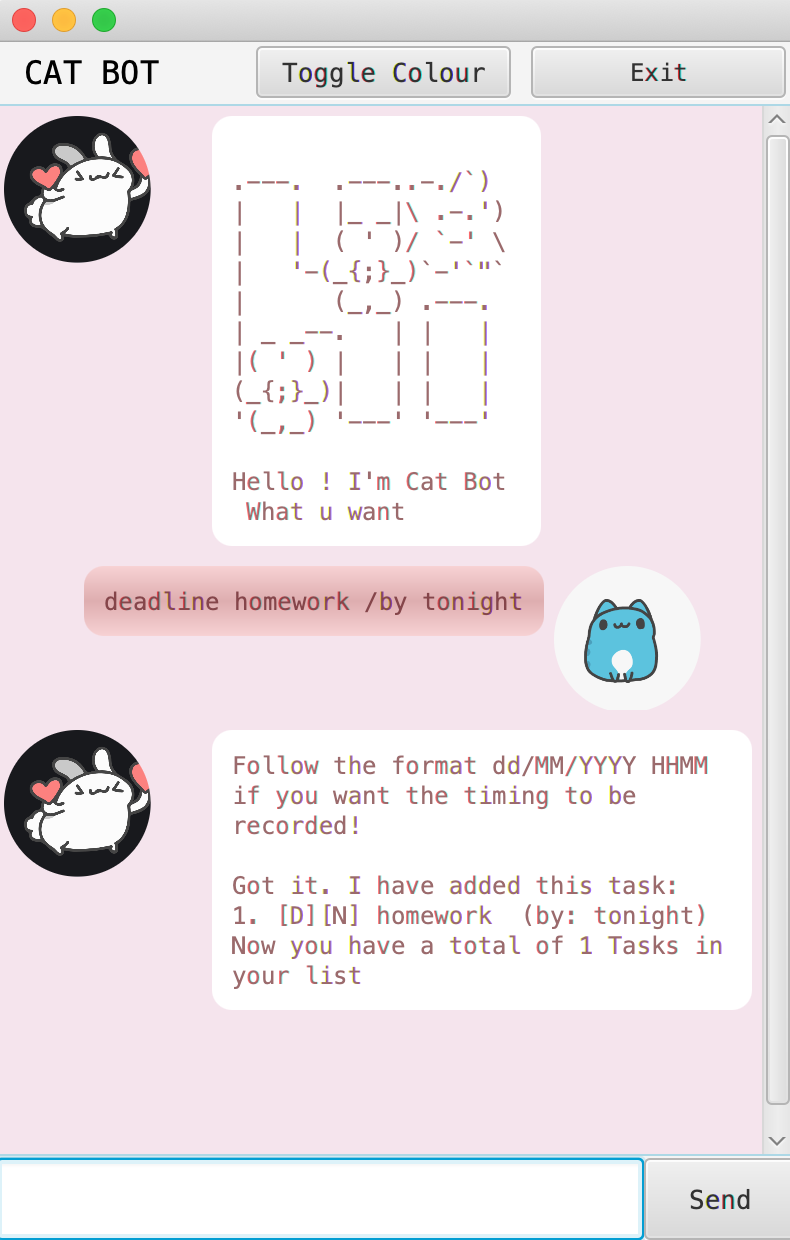 CAT BOT
Toggle Colour
Exit
.---.  .---..-./`)
|   |  |_ _|\ .-.')
|   |  ( ' )/ `-' \
|   '-(_{;}_)`-'`"`
|      (_,_) .---.
| _ _--.   | |   |
|( ' ) |   | |   |
(_{;}_)|   | |   |
'(_,_) '---' '---'
Hello ! I'm Cat Bot
What u want
deadline homework /by tonight
Follow the format dd/MM/YYYY HHMM
if you want the timing to be
recorded!
Got it. I have added this task:
1. [D][N] homework  (by: tonight)
Now you have a total of 1 Tasks in
your list
Send